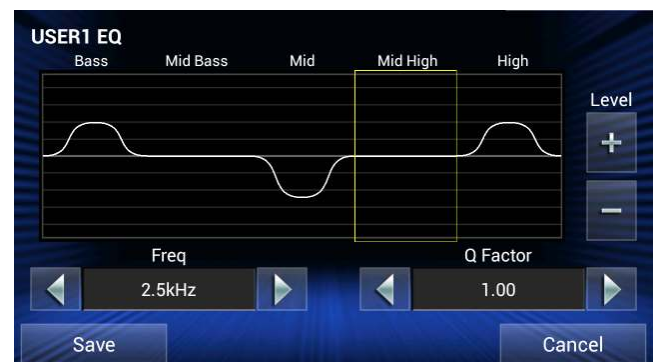 USER1 EQ
Bass Mid Bass Mid Mid High High
Level
+
−
Freq Q Factor
2.5kHz 1.00
Save Cancel